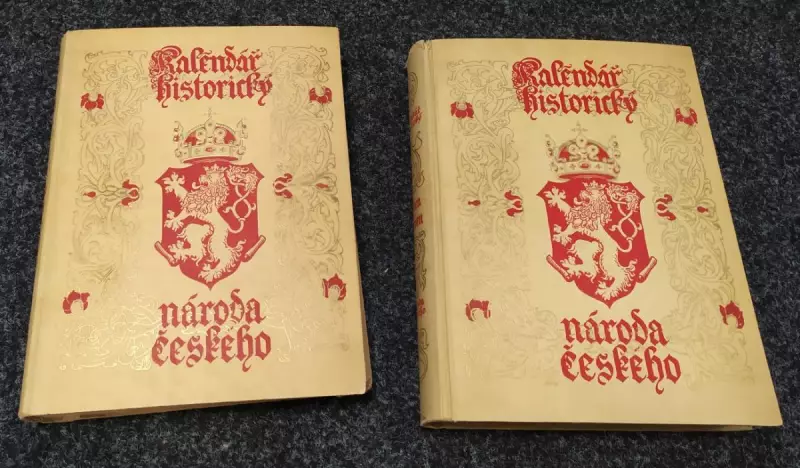 Kalendář
historický
národa
českého
Kalendář
historický
národa
českého